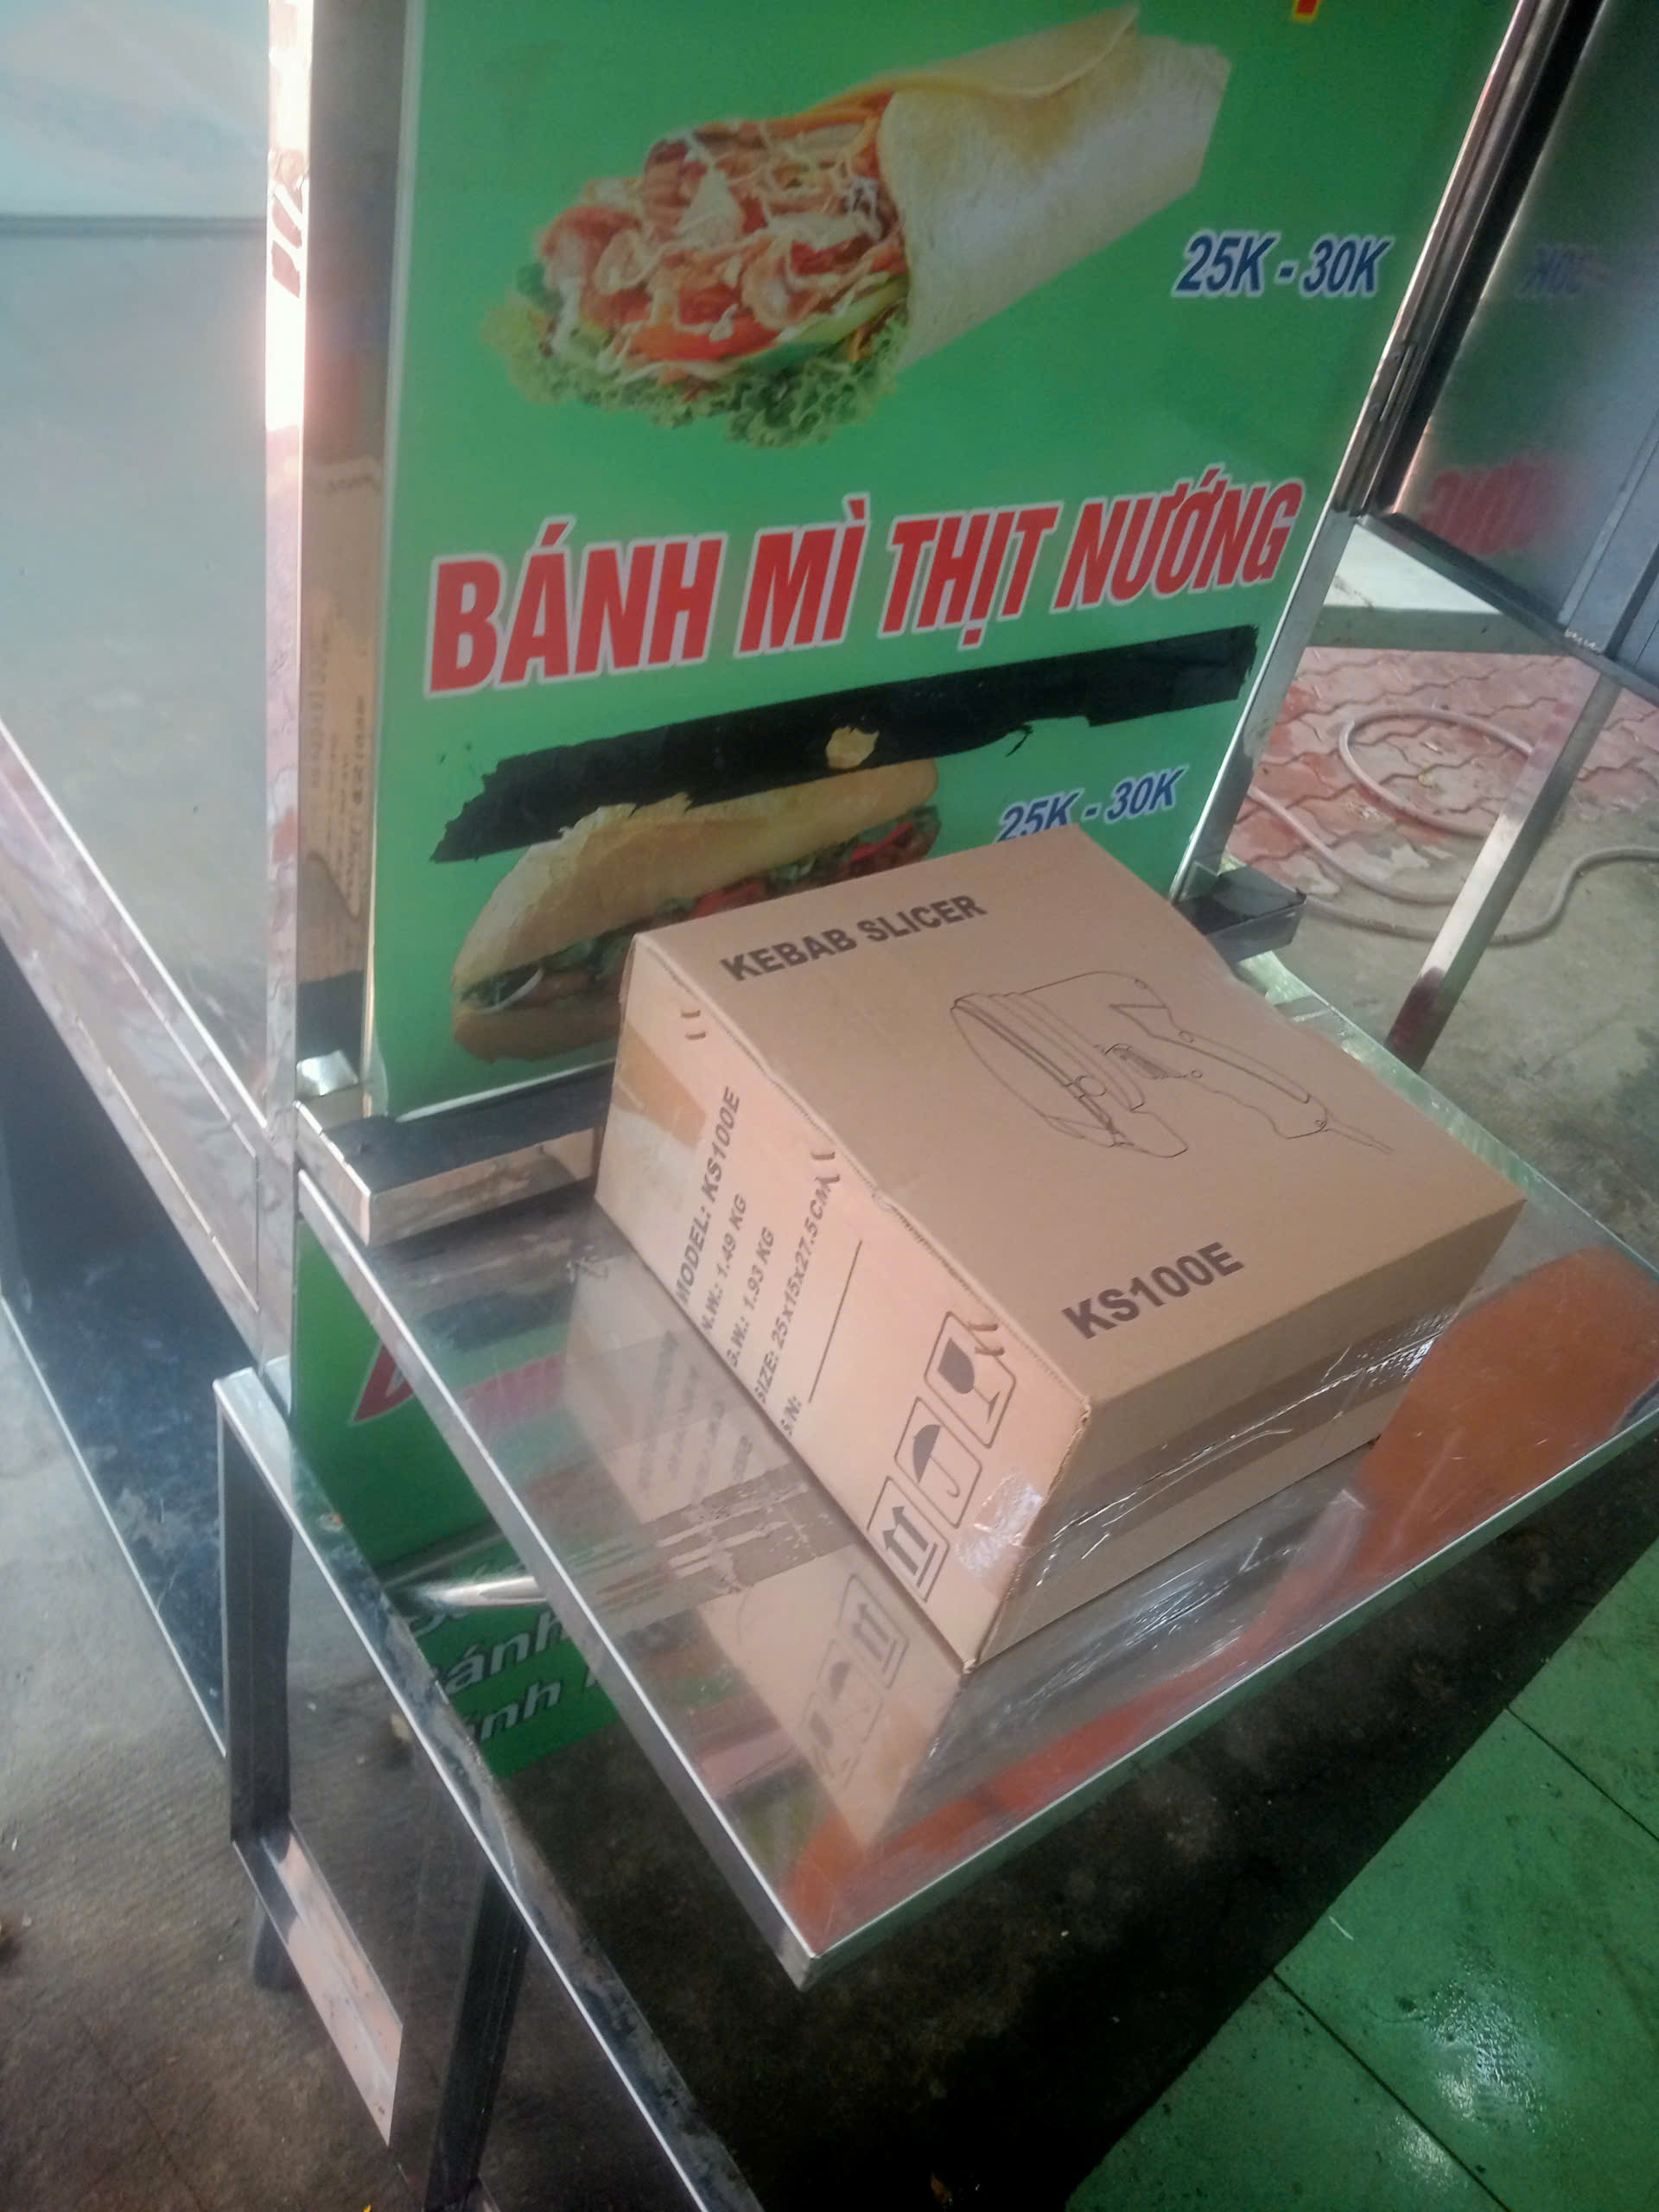 25K - 30K
BÁNH MÌ THỊT NƯỚNG
25K - 30K
KEBAB SLICER
KS100E
MODEL: KS100E
N.W.: 1.49 KG
G.W.: 1.93 KG
SIZE: 25x15x27.5CM
S/N:
ánh